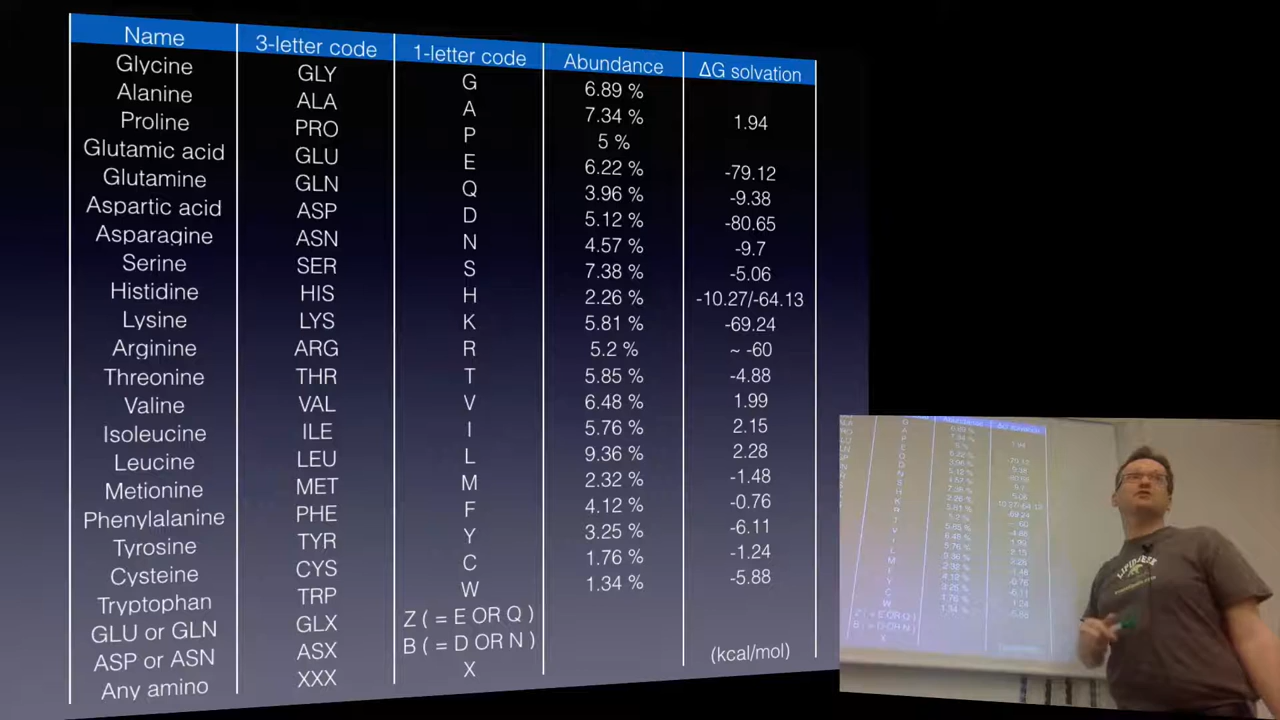 Name 3-letter code 1-letter code Abundance ΔG solvation
Glycine GLY G 6.89 %
Alanine ALA A 7.34 % 1.94
Proline PRO P 5 %
Glutamic acid GLU E 6.22 % -79.12
Glutamine GLN Q 3.96 % -9.38
Aspartic acid ASP D 5.12 % -80.65
Asparagine ASN N 4.57 % -9.7
Serine SER S 7.38 % -5.06
Histidine HIS H 2.26 % -10.27/-64.13
Lysine LYS K 5.81 % -69.24
Arginine ARG R 5.2 % ~ -60
Threonine THR T 5.85 % -4.88
Valine VAL V 6.48 % 1.99
Isoleucine ILE I 5.76 % 2.15
Leucine LEU L 9.36 % 2.28
Metionine MET M 2.32 % -1.48
Phenylalanine PHE F 4.12 % -0.76
Tyrosine TYR Y 3.25 % -6.11
Cysteine CYS C 1.76 % -1.24
Tryptophan TRP W 1.34 % -5.88
GLU or GLN GLX Z ( = E OR Q )
ASP or ASN ASX B ( = D OR N )
Any amino XXX X (kcal/mol)